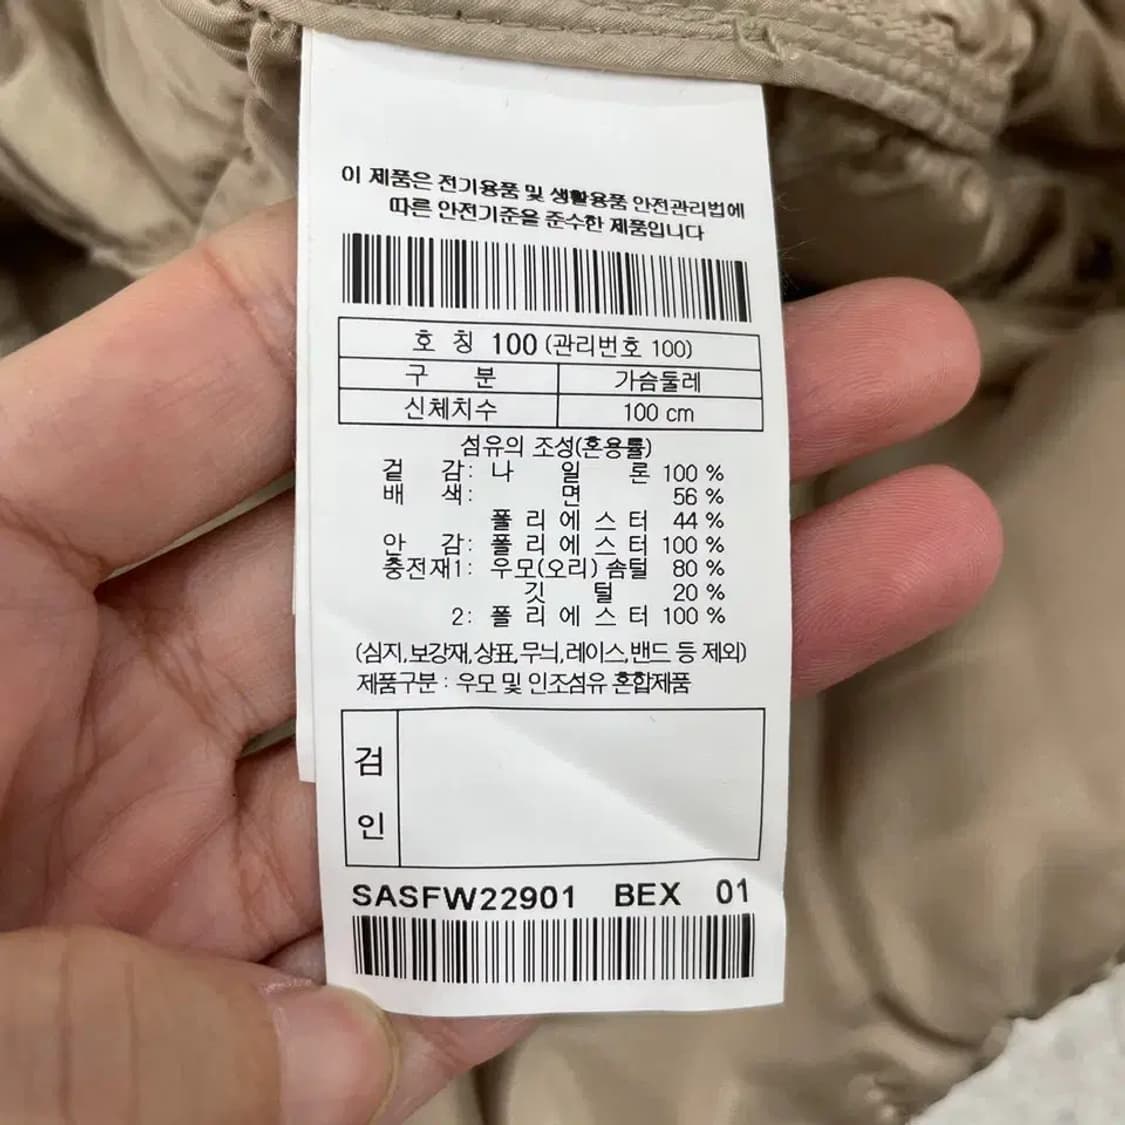 이 제품은 전기용품 및 생활용품 안전관리법에
따른 안전기준을 준수한 제품입니다
호 칭 100 (관리번호 100)
구 분 가슴둘레
신체치수 100 cm
섬유의 조성(혼용률)
겉 감: 나 일 론 100 %
배 색: 면 56 %
폴 리 에 스 터 44 %
안 감: 폴 리 에 스 터 100 %
충전재1: 우모(오리) 솜털 80 %
깃 털 20 %
2: 폴 리 에 스 터 100 %
(심지,보강재,상표,무늬,레이스,밴드 등 제외)
제품구분 : 우모 및 인조섬유 혼합제품
검
인
SASFW22901 BEX 01